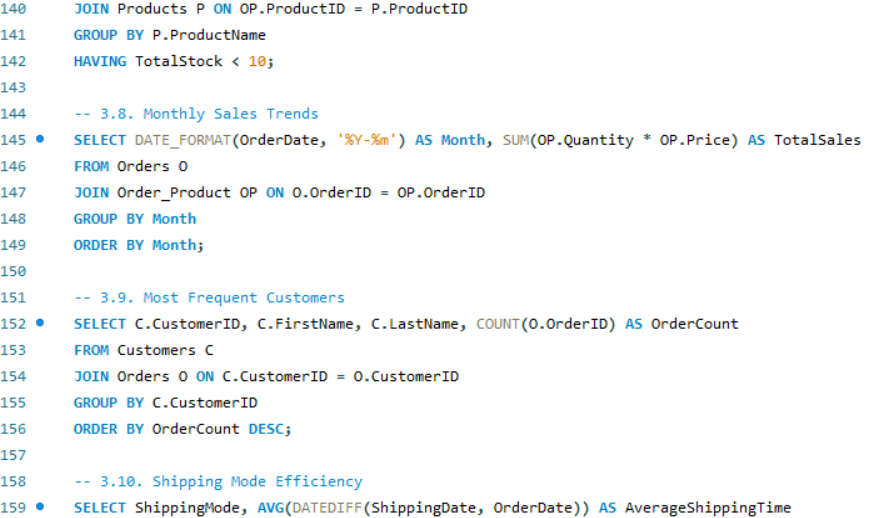 140 JOIN Products P ON OP.ProductID = P.ProductID
141 GROUP BY P.ProductName
142 HAVING TotalStock < 10;
143
144 -- 3.8. Monthly Sales Trends
145 SELECT DATE_FORMAT(OrderDate, '%Y-%m') AS Month, SUM(OP.Quantity * OP.Price) AS TotalSales
146 FROM Orders O
147 JOIN Order_Product OP ON O.OrderID = OP.OrderID
148 GROUP BY Month
149 ORDER BY Month;
150
151 -- 3.9. Most Frequent Customers
152 SELECT C.CustomerID, C.FirstName, C.LastName, COUNT(O.OrderID) AS OrderCount
153 FROM Customers C
154 JOIN Orders O ON C.CustomerID = O.CustomerID
155 GROUP BY C.CustomerID
156 ORDER BY OrderCount DESC;
157
158 -- 3.10. Shipping Mode Efficiency
159 SELECT ShippingMode, AVG(DATEDIFF(ShippingDate, OrderDate)) AS AverageShippingTime